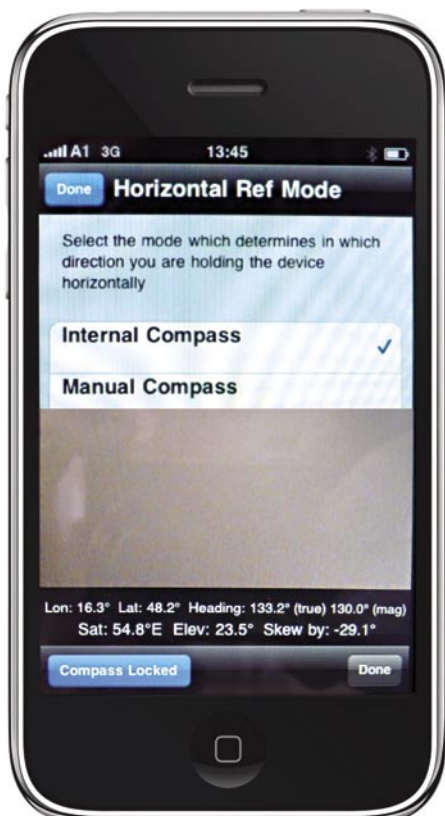 A1 3G 13:45
Done Horizontal Ref Mode
Select the mode which determines in which
direction you are holding the device
horizontally
Internal Compass
Manual Compass
Lon: 16.3° Lat: 48.2° Heading: 133.2° (true) 130.0° (mag)
Sat: 54.8°E Elev: 23.5° Skew by: -29.1°
Compass Locked Done